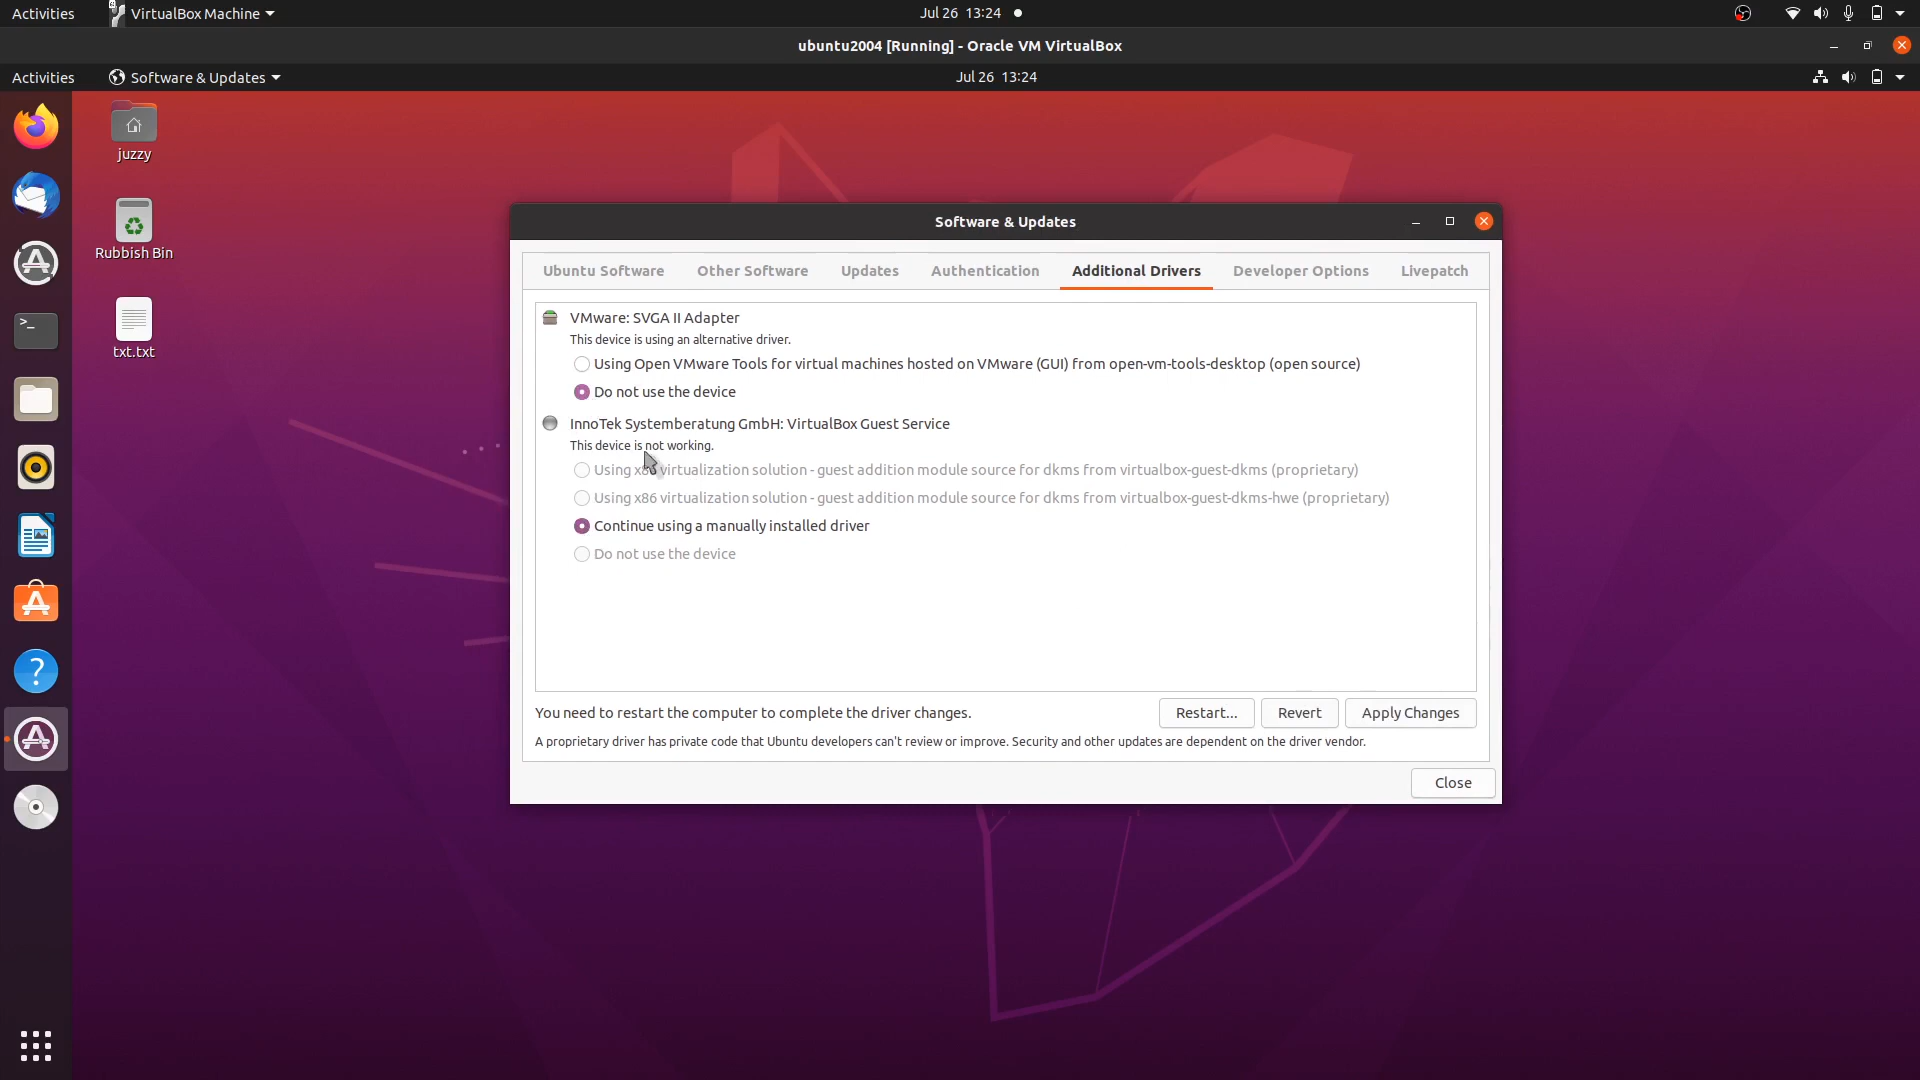 Activities
VirtualBox Machine
Jul 26 13:24
ubuntu2004 [Running] - Oracle VM VirtualBox
Activities
Software & Updates
Jul 26 13:24
juzzy
Rubbish Bin
txt.txt
Software & Updates
Ubuntu Software
Other Software
Updates
Authentication
Additional Drivers
Developer Options
Livepatch
VMware: SVGA II Adapter
This device is using an alternative driver.
Using Open VMware Tools for virtual machines hosted on VMware (GUI) from open-vm-tools-desktop (open source)
Do not use the device
InnoTek Systemberatung GmbH: VirtualBox Guest Service
This device is not working.
Using x86 virtualization solution - guest addition module source for dkms from virtualbox-guest-dkms (proprietary)
Using x86 virtualization solution - guest addition module source for dkms from virtualbox-guest-dkms-hwe (proprietary)
Continue using a manually installed driver
Do not use the device
You need to restart the computer to complete the driver changes.
Restart...
Revert
Apply Changes
A proprietary driver has private code that Ubuntu developers can't review or improve. Security and other updates are dependent on the driver vendor.
Close